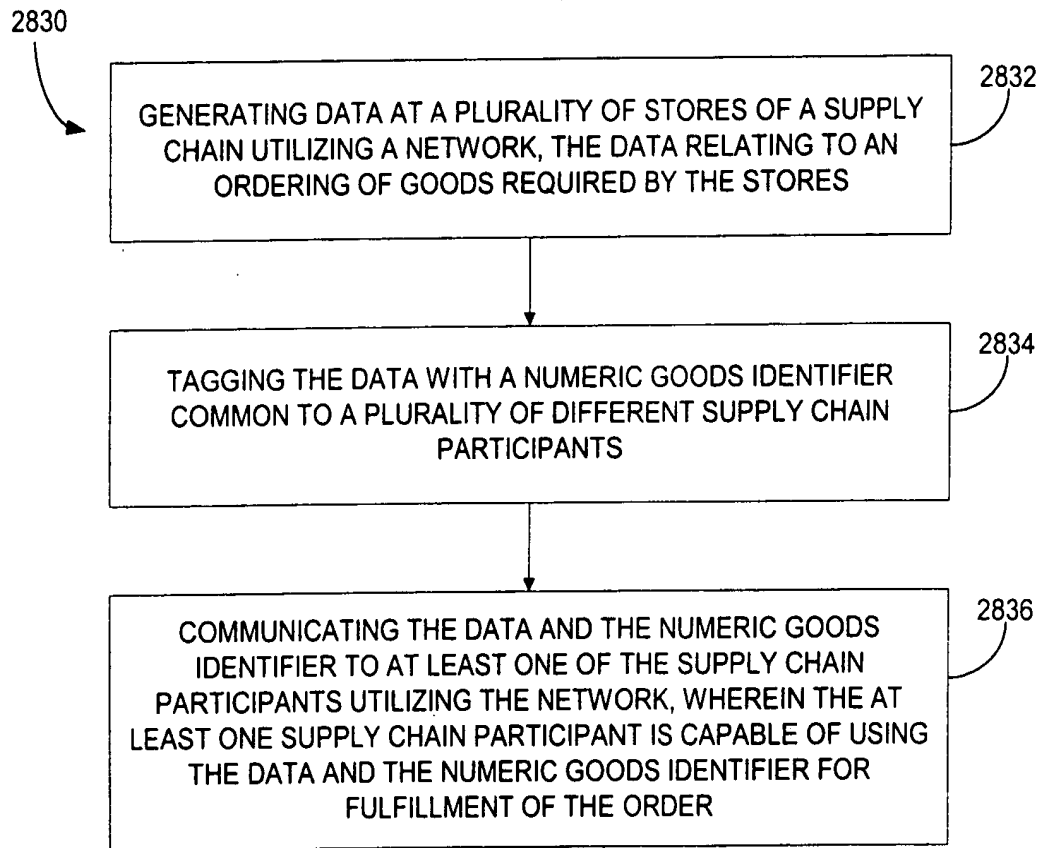 2830
2832
GENERATING DATA AT A PLURALITY OF STORES OF A SUPPLY
CHAIN UTILIZING A NETWORK, THE DATA RELATING TO AN
ORDERING OF GOODS REQUIRED BY THE STORES
2834
TAGGING THE DATA WITH A NUMERIC GOODS IDENTIFIER
COMMON TO A PLURALITY OF DIFFERENT SUPPLY CHAIN
PARTICIPANTS
2836
COMMUNICATING THE DATA AND THE NUMERIC GOODS
IDENTIFIER TO AT LEAST ONE OF THE SUPPLY CHAIN
PARTICIPANTS UTILIZING THE NETWORK, WHEREIN THE AT
LEAST ONE SUPPLY CHAIN PARTICIPANT IS CAPABLE OF USING
THE DATA AND THE NUMERIC GOODS IDENTIFIER FOR
FULFILLMENT OF THE ORDER